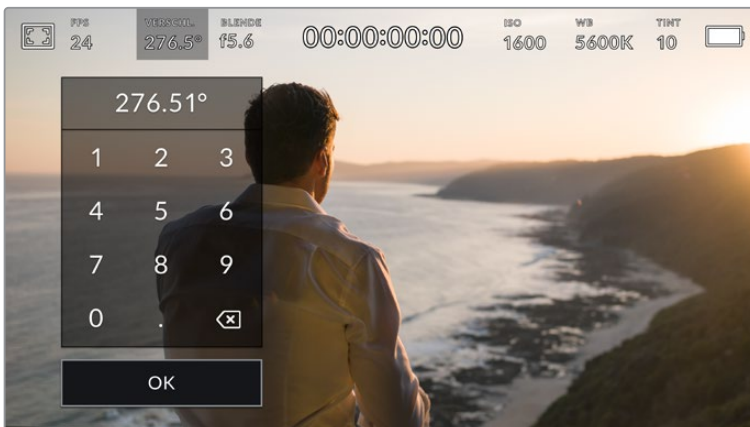 FPS VERSCHL. BLENDE ISO WB TINT
24 276.5° f5.6 00:00:00:00 1600 5600K 10
276.51°
1 2 3
4 5 6
7 8 9
0 .
OK